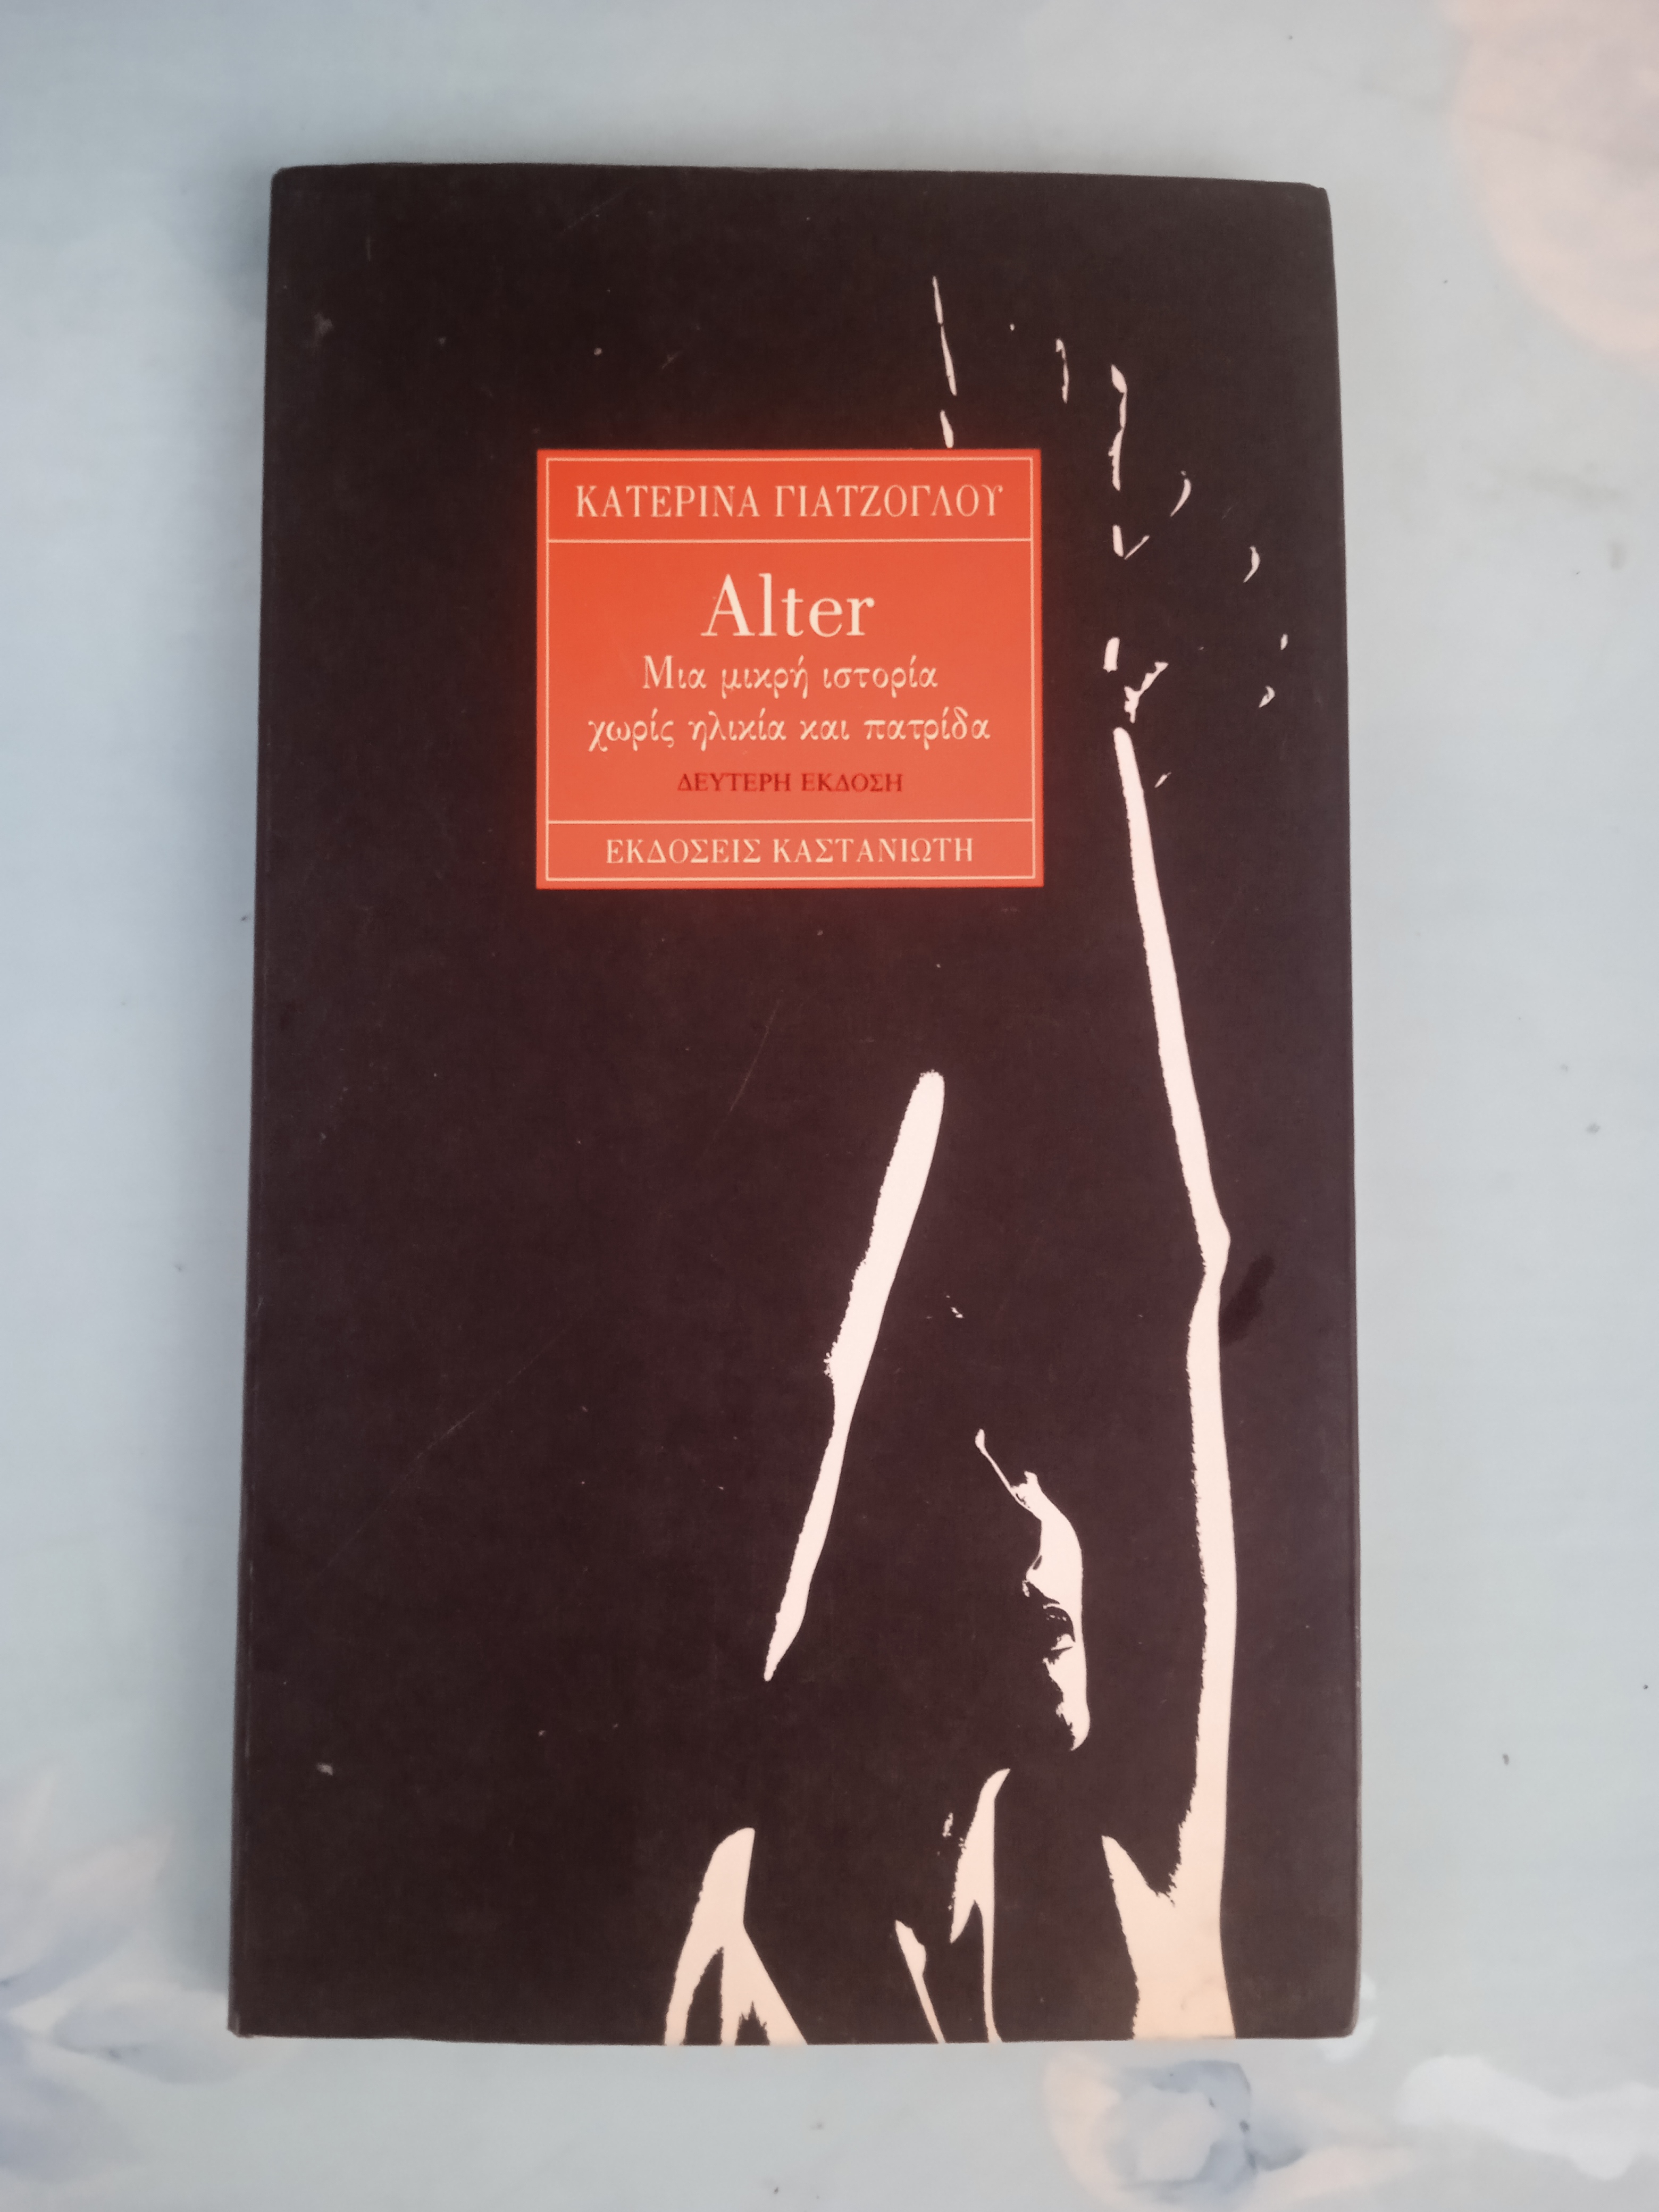 ΚΑΤΕΡΙΝΑ ΓΙΑΤΖΟΓΛΟΥ
Alter
Μια μικρή ιστορία
χωρίς ηλικία και πατρίδα
ΔΕΥΤΕΡΗ ΕΚΔΟΣΗ
ΕΚΔΟΣΕΙΣ ΚΑΣΤΑΝΙΩΤΗ